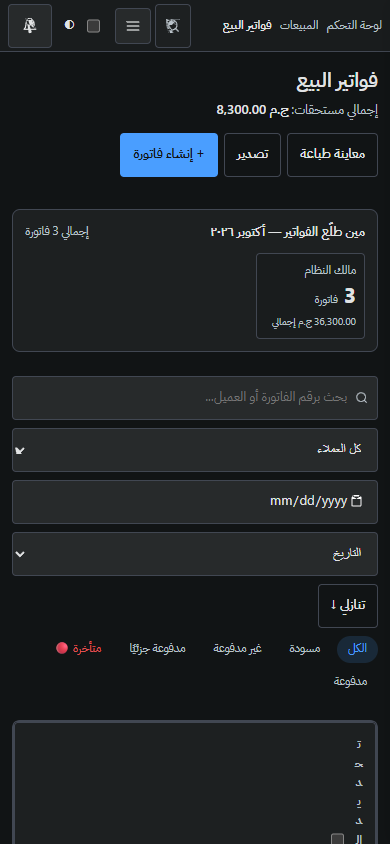 لوحة التحكم المبيعات فواتير البيع
فواتير البيع
إجمالي مستحقات: ج.م 8,300.00
معاينة طباعة
تصدير
+ إنشاء فاتورة
مين طلّع الفواتير — أكتوبر ٢٠٢٦
إجمالي 3 فاتورة
مالك النظام
3 فاتورة
36,300.00 ج.م إجمالي
بحث برقم الفاتورة أو العميل...
كل العملاء
mm/dd/yyyy
التاريخ
تنازلي ↓
الكل مسودة غير مدفوعة مدفوعة جزئيًا متأخرة
مدفوعة
ت
ح
د
ي
د
ال